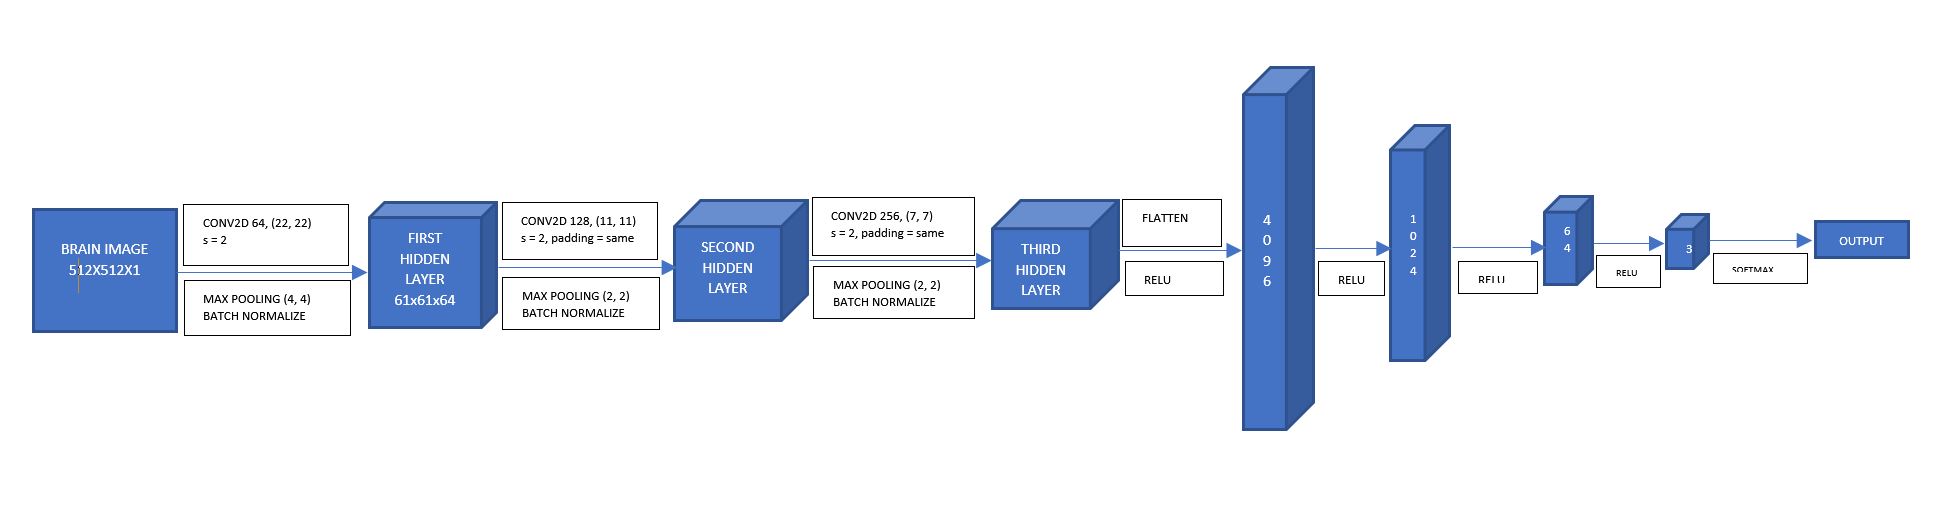 BRAIN IMAGE
512X512X1
CONV2D 64, (22, 22)
s = 2
MAX POOLING (4, 4)
BATCH NORMALIZE
FIRST
HIDDEN
LAYER
61x61x64
CONV2D 128, (11, 11)
s = 2, padding = same
MAX POOLING (2, 2)
BATCH NORMALIZE
SECOND
HIDDEN
LAYER
CONV2D 256, (7, 7)
s = 2, padding = same
MAX POOLING (2, 2)
BATCH NORMALIZE
THIRD
HIDDEN
LAYER
FLATTEN
RELU
4
0
9
6
RELU
1
0
2
4
RELU
6
4
RELU
3
SOFTMAX
OUTPUT